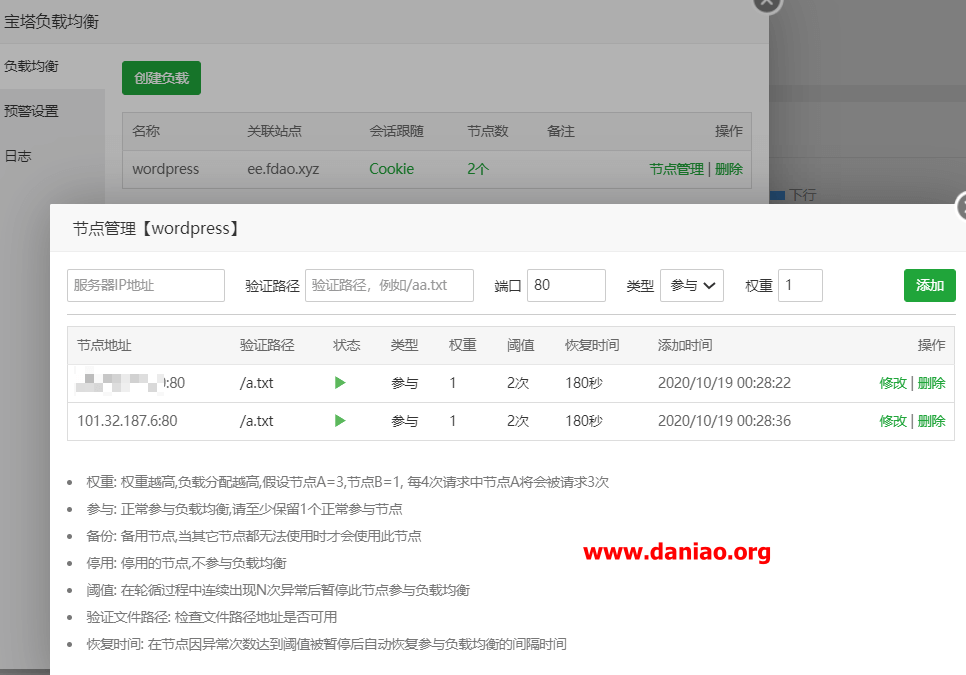 宝塔负载均衡
负载均衡
预警设置
日志
创建负载
名称 关联站点 会话跟随 节点数 备注 操作
wordpress ee.fdao.xyz Cookie 2个 节点管理 | 删除
下行
节点管理【wordpress】
服务器IP地址 验证路径 验证路径，例如/aa.txt 端口 80 类型 参与 权重 1 添加
节点地址 验证路径 状态 类型 权重 阈值 恢复时间 添加时间 操作
:80 /a.txt 参与 1 2次 180秒 2020/10/19 00:28:22 修改 | 删除
101.32.187.6:80 /a.txt 参与 1 2次 180秒 2020/10/19 00:28:36 修改 | 删除
权重: 权重越高,负载分配越高,假设节点A=3,节点B=1, 每4次请求中节点A将会被请求3次
参与: 正常参与负载均衡,请至少保留1个正常参与节点
备份: 备用节点,当其它节点都无法使用时才会使用此节点
停用: 停用的节点,不参与负载均衡
阈值: 在轮循过程中连续出现N次异常后暂停此节点参与负载均衡
验证文件路径: 检查文件路径地址是否可用
恢复时间: 在节点因异常次数达到阈值被暂停后自动恢复参与负载均衡的间隔时间
www.daniao.org